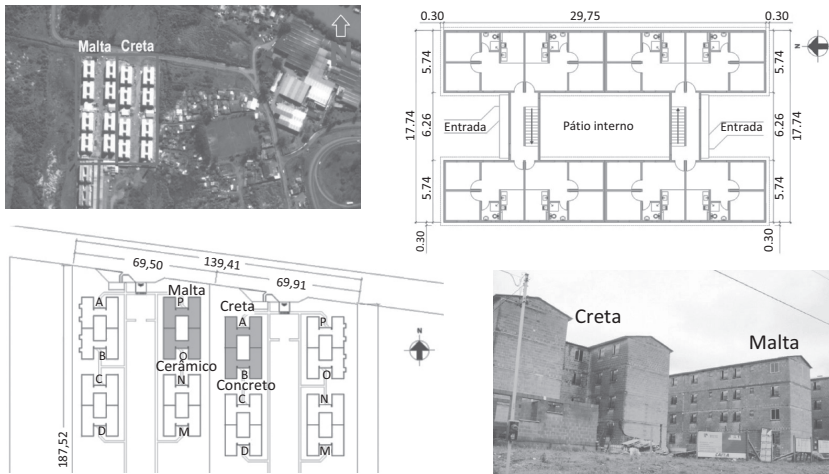 Malta Creta
0.30 29,75 0.30
5.74 5.74
17.74 6.26 Entrada Pátio interno Entrada 6.26 17.74
5.74 5.74
0.30 0.30
N
139,41
69,50 69,91
Malta
Creta
A P A P
N
B O B O
Cerâmico
Concreto
C N C N
D M D M
187,52
Creta
Malta